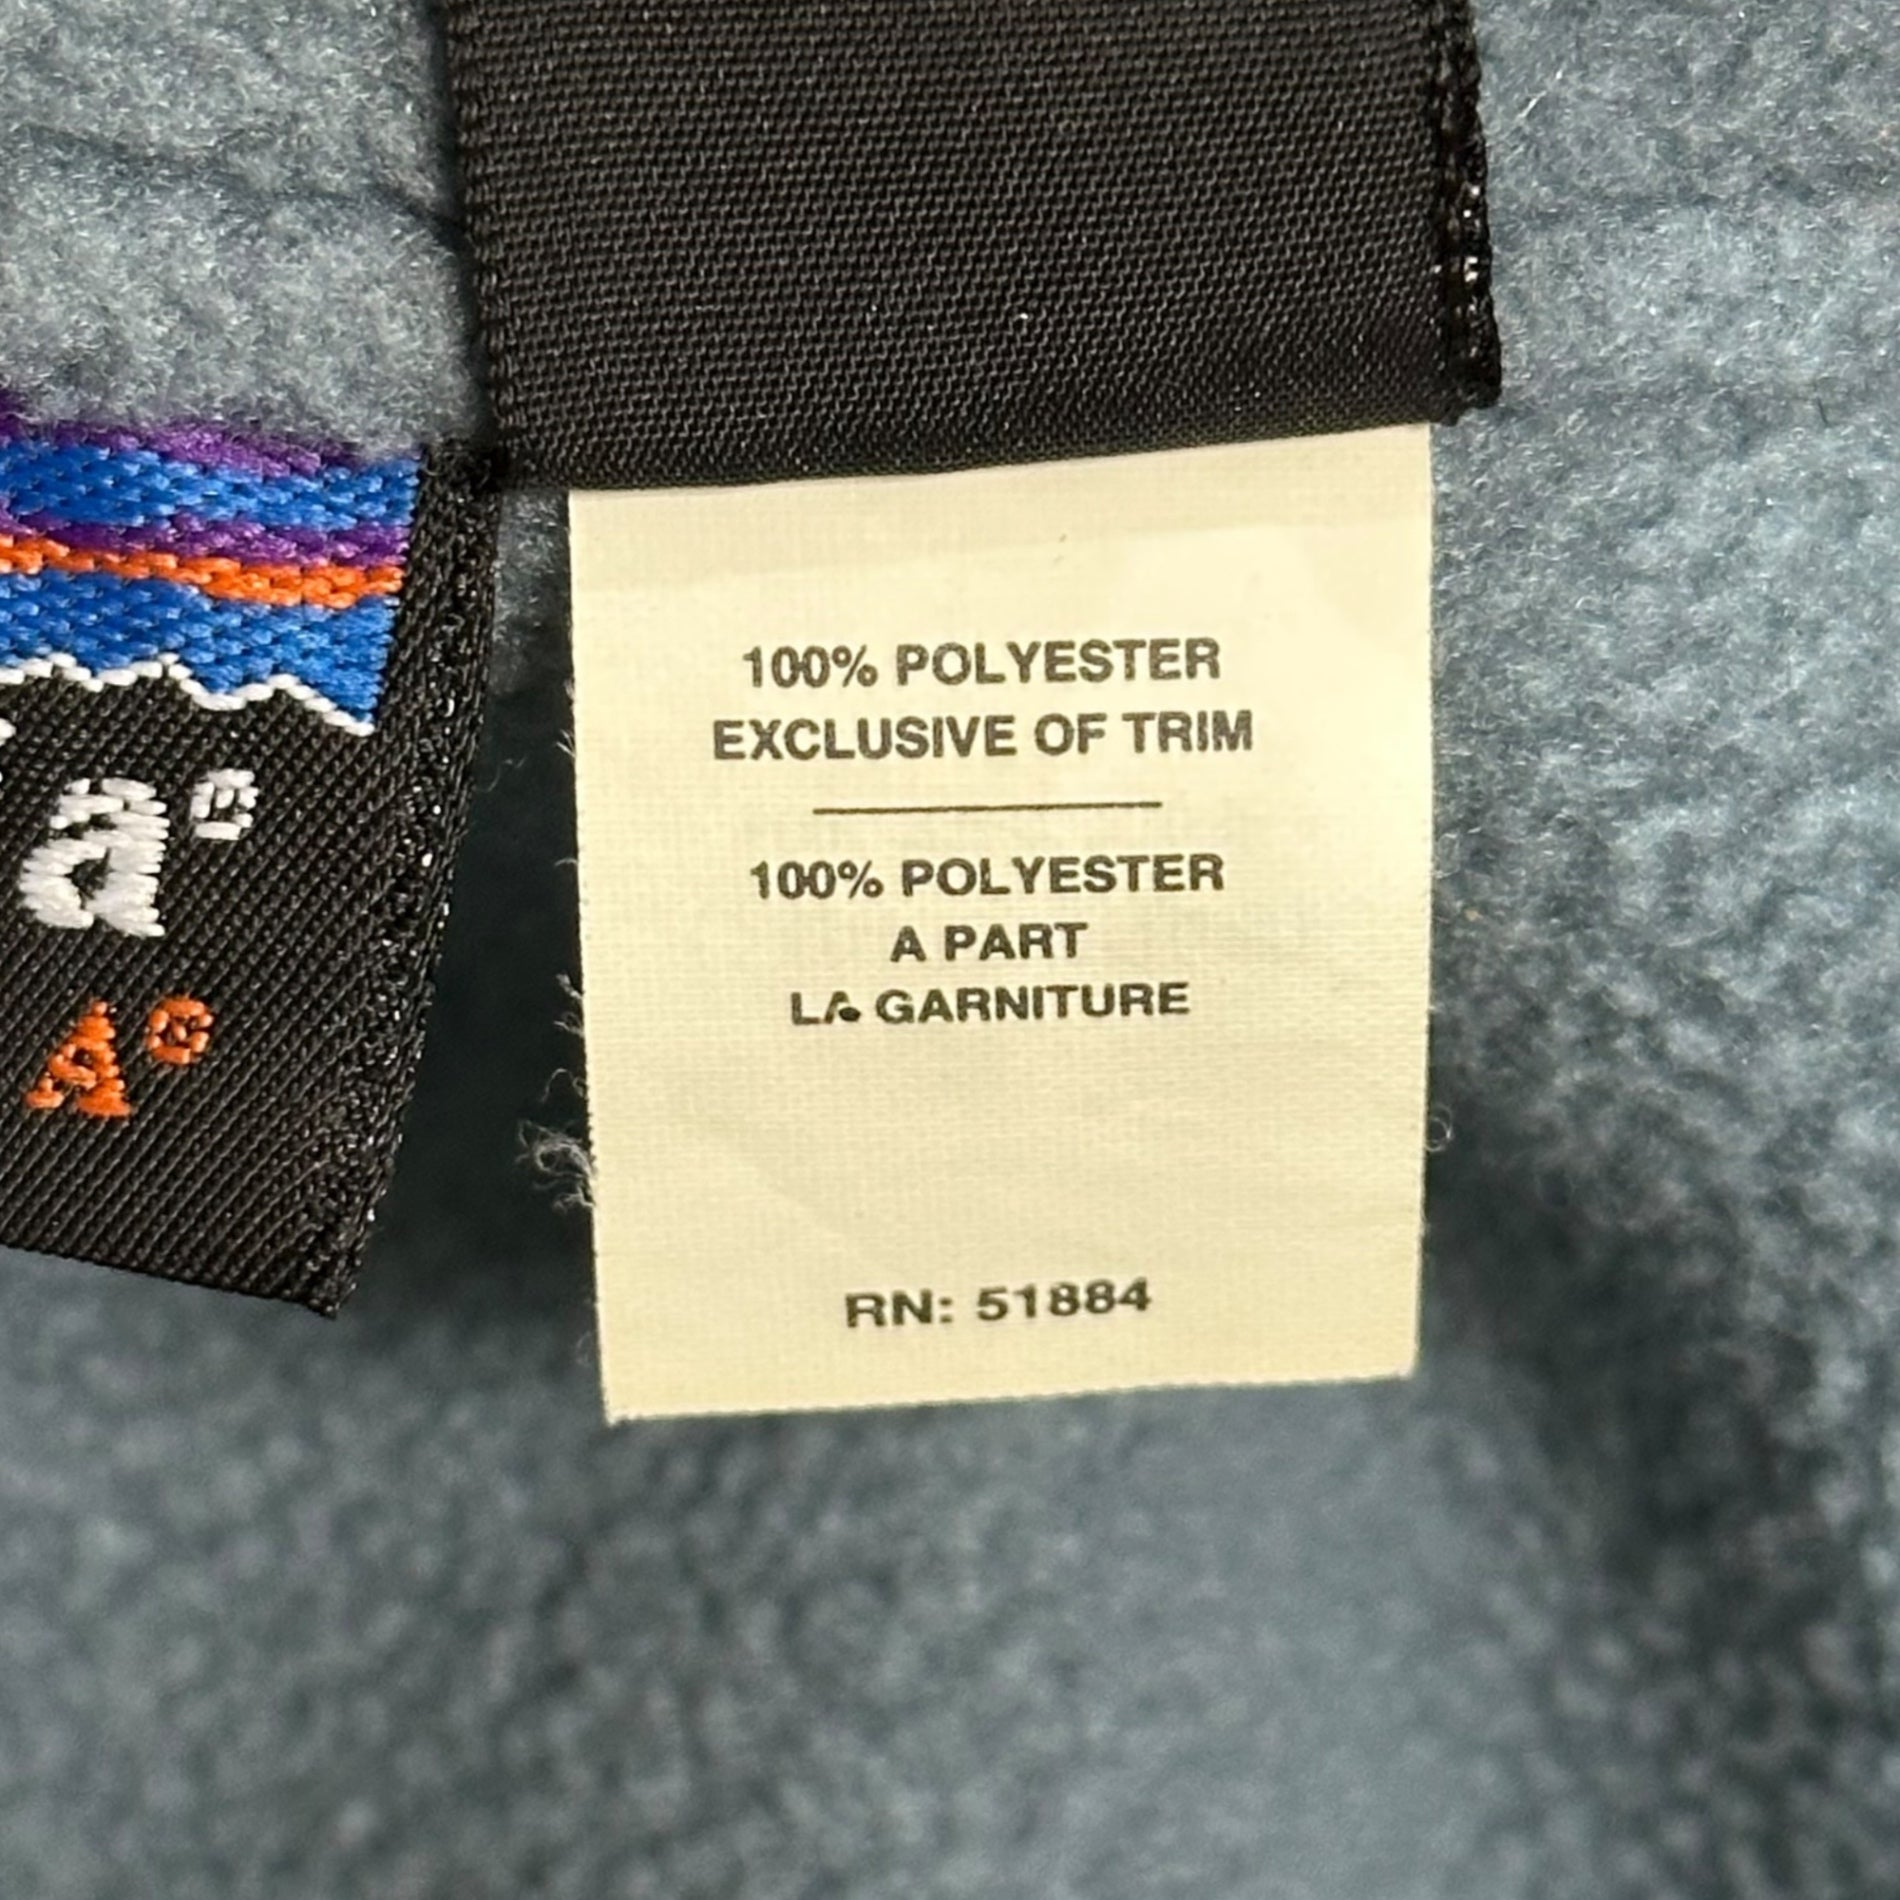 100% POLYESTER
EXCLUSIVE OF TRIM
100% POLYESTER
A PART
LA GARNITURE
RN: 51884
a®
A®